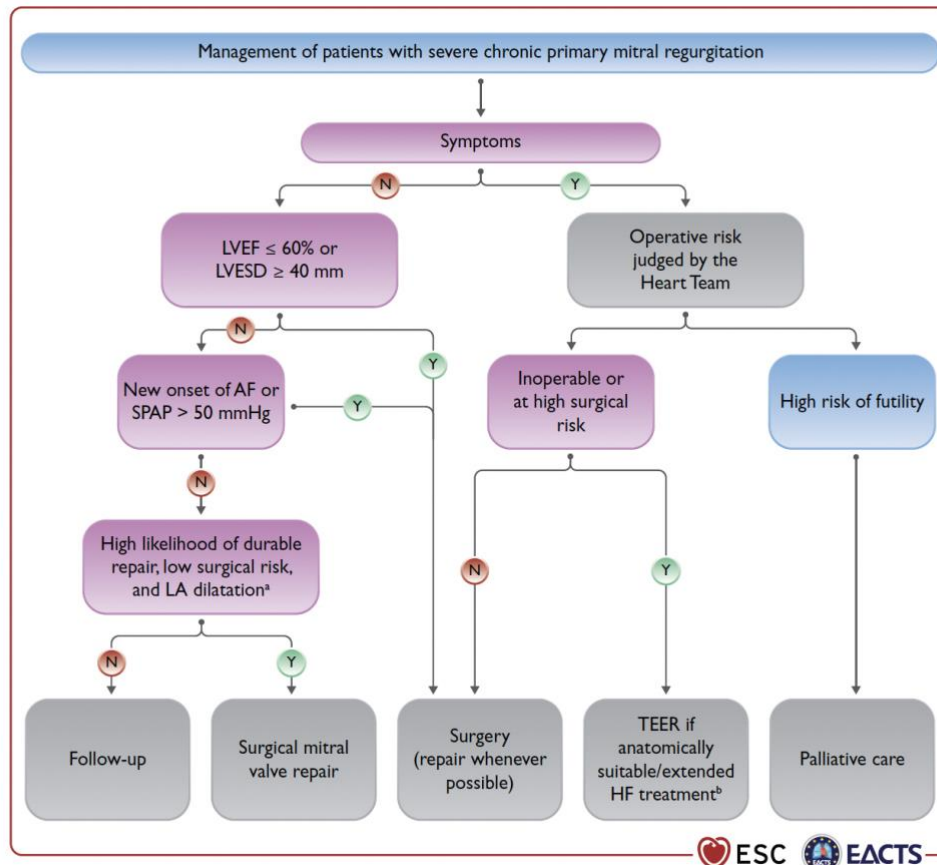 Management of patients with severe chronic primary mitral regurgitation
Symptoms
N
Y
LVEF ≤ 60% or
LVESD ≥ 40 mm
Operative risk
judged by the
Heart Team
N
Y
New onset of AF or
SPAP > 50 mmHg
Y
Inoperable or
at high surgical
risk
High risk of futility
N
High likelihood of durable
repair, low surgical risk,
and LA dilatationᵃ
N
Y
N
Y
Follow-up
Surgical mitral
valve repair
Surgery
(repair whenever
possible)
TEER if
anatomically
suitable/extended
HF treatmentᵇ
Palliative care
ESC
EACTS